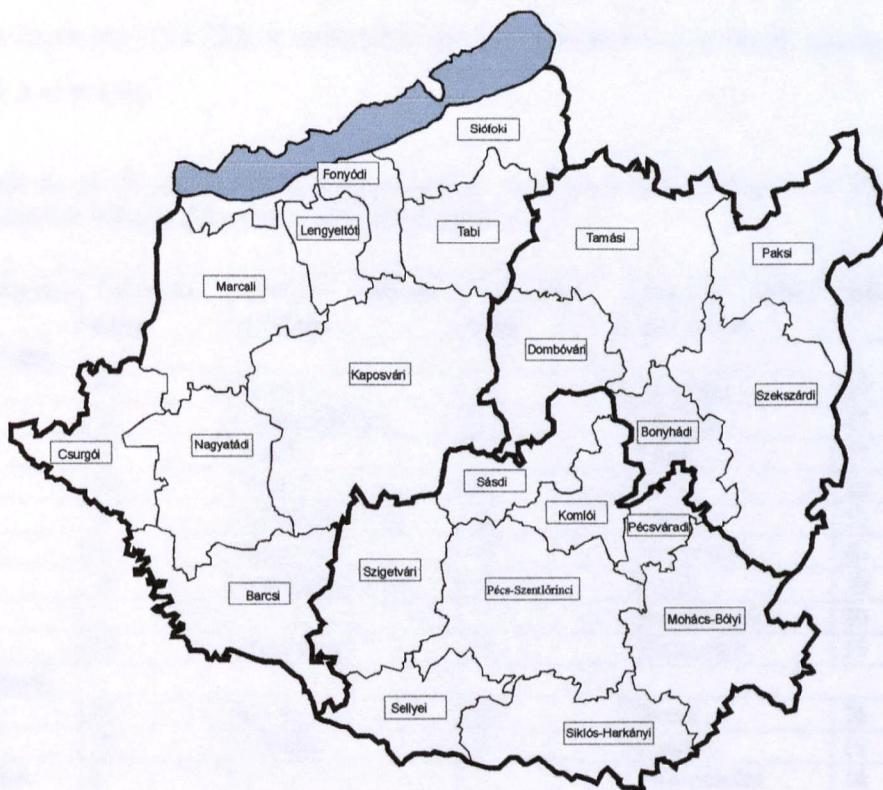 Siófoki
Fonyódi
Lengyeltót
Tabi
Tamási
Paksi
Marcali
Dombóvári
Kaposvári
Szekszárdi
Bonyhádi
Csurgói
Nagyatádi
Sásdi
Komlói
Pécsváradi
Szigetvári
Pécs-Szentlőrinci
Barcsi
Mohács-Bólyi
Sellyei
Siklós-Harkányi